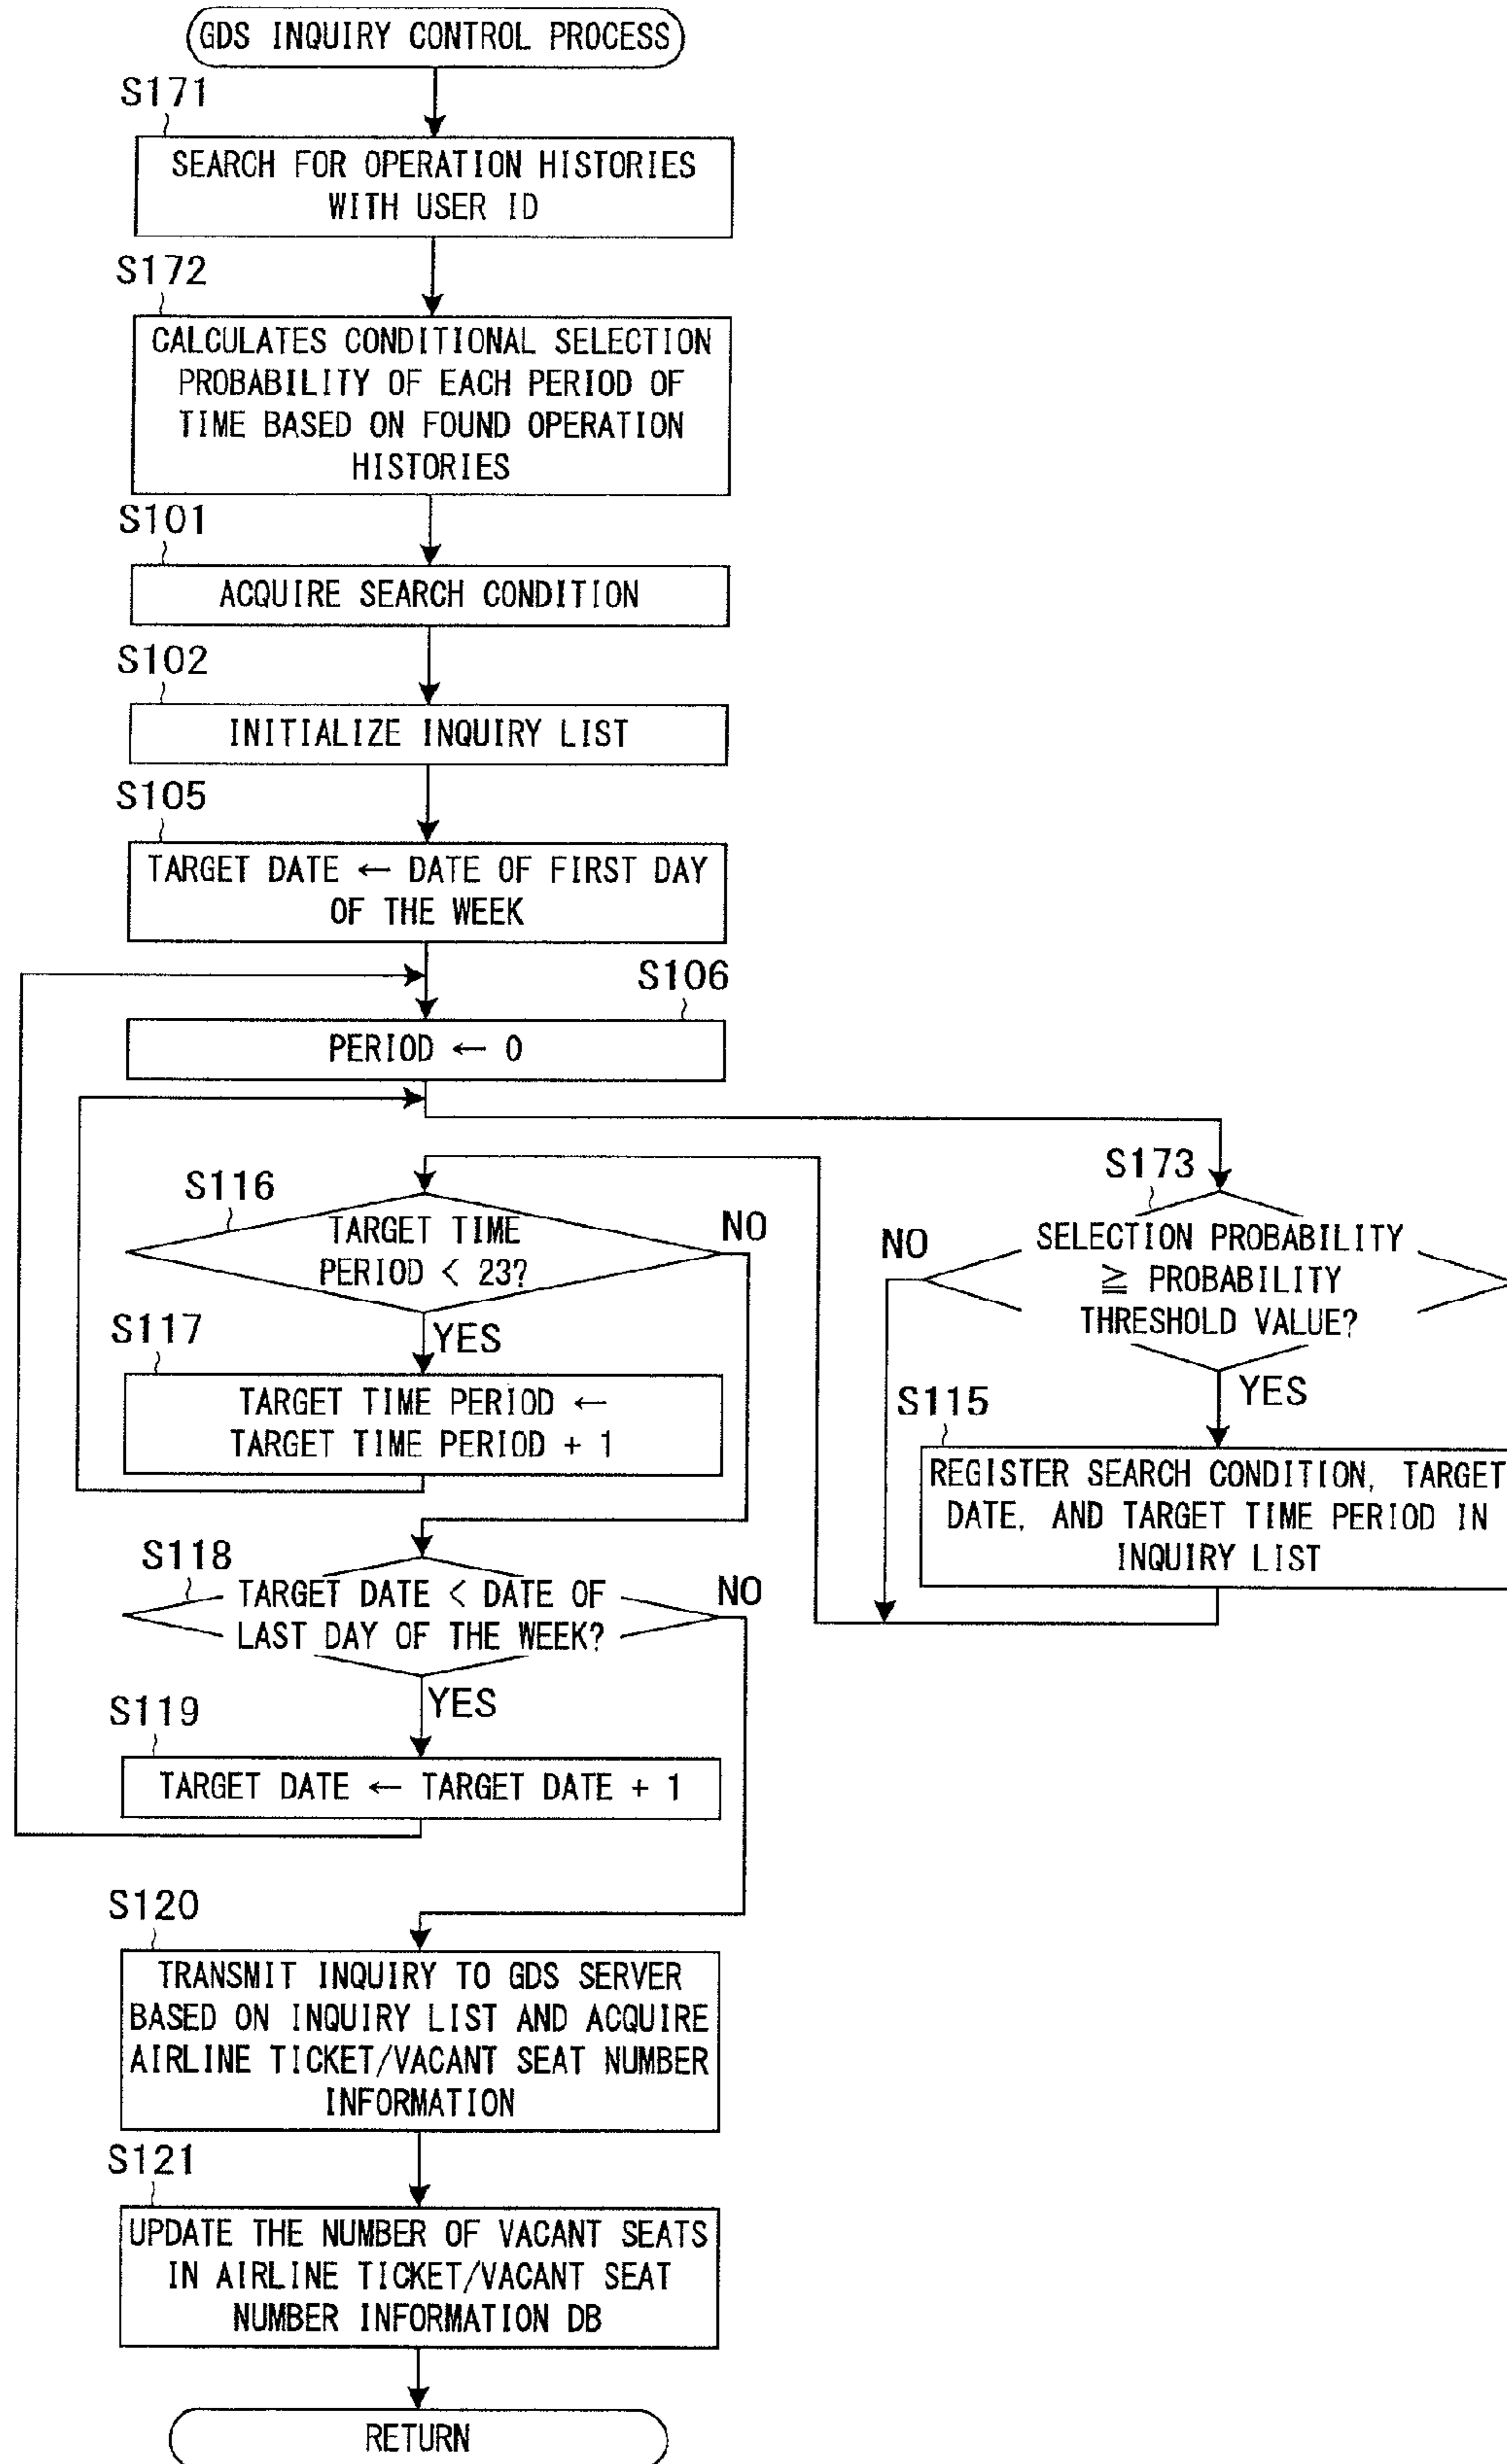 GDS INQUIRY CONTROL PROCESS
S171
SEARCH FOR OPERATION HISTORIES
WITH USER ID
S172
CALCULATES CONDITIONAL SELECTION
PROBABILITY OF EACH PERIOD OF
TIME BASED ON FOUND OPERATION
HISTORIES
S101
ACQUIRE SEARCH CONDITION
S102
INITIALIZE INQUIRY LIST
S105
TARGET DATE ← DATE OF FIRST DAY
OF THE WEEK
S106
PERIOD ← 0
S116
TARGET TIME
PERIOD < 23?
NO
YES
S117
TARGET TIME PERIOD ←
TARGET TIME PERIOD + 1
S173
SELECTION PROBABILITY
≧ PROBABILITY
THRESHOLD VALUE?
NO
YES
S115
REGISTER SEARCH CONDITION, TARGET
DATE, AND TARGET TIME PERIOD IN
INQUIRY LIST
S118
TARGET DATE < DATE OF
LAST DAY OF THE WEEK?
NO
YES
S119
TARGET DATE ← TARGET DATE + 1
S120
TRANSMIT INQUIRY TO GDS SERVER
BASED ON INQUIRY LIST AND ACQUIRE
AIRLINE TICKET/VACANT SEAT NUMBER
INFORMATION
S121
UPDATE THE NUMBER OF VACANT SEATS
IN AIRLINE TICKET/VACANT SEAT
NUMBER INFORMATION DB
RETURN